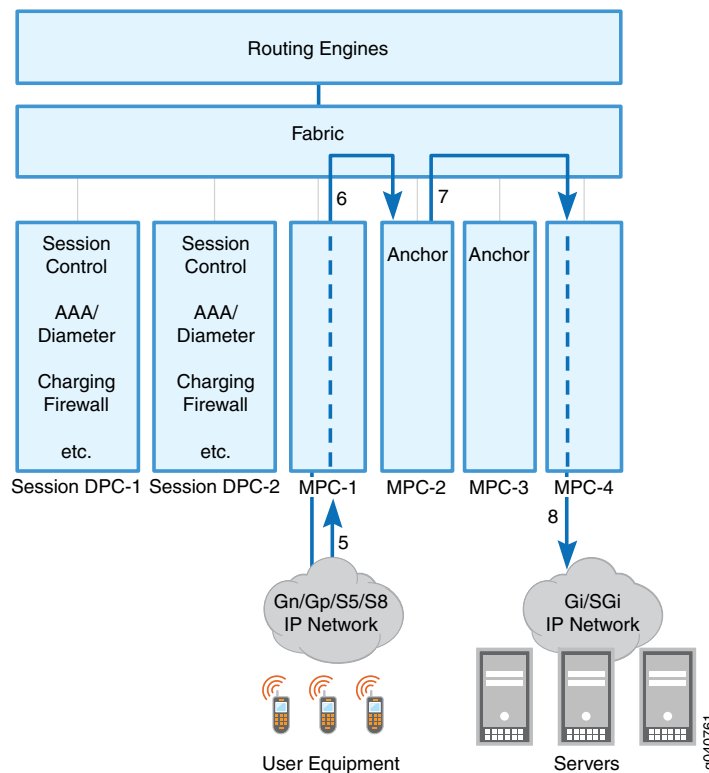 Routing Engines
Fabric
6
7
Session
Control
AAA/
Diameter
Charging
Firewall
etc.
Session DPC-1
Session
Control
AAA/
Diameter
Charging
Firewall
etc.
Session DPC-2
MPC-1
Anchor
MPC-2
Anchor
MPC-3
MPC-4
5
8
Gn/Gp/S5/S8
IP Network
Gi/SGi
IP Network
User Equipment
Servers
g040761